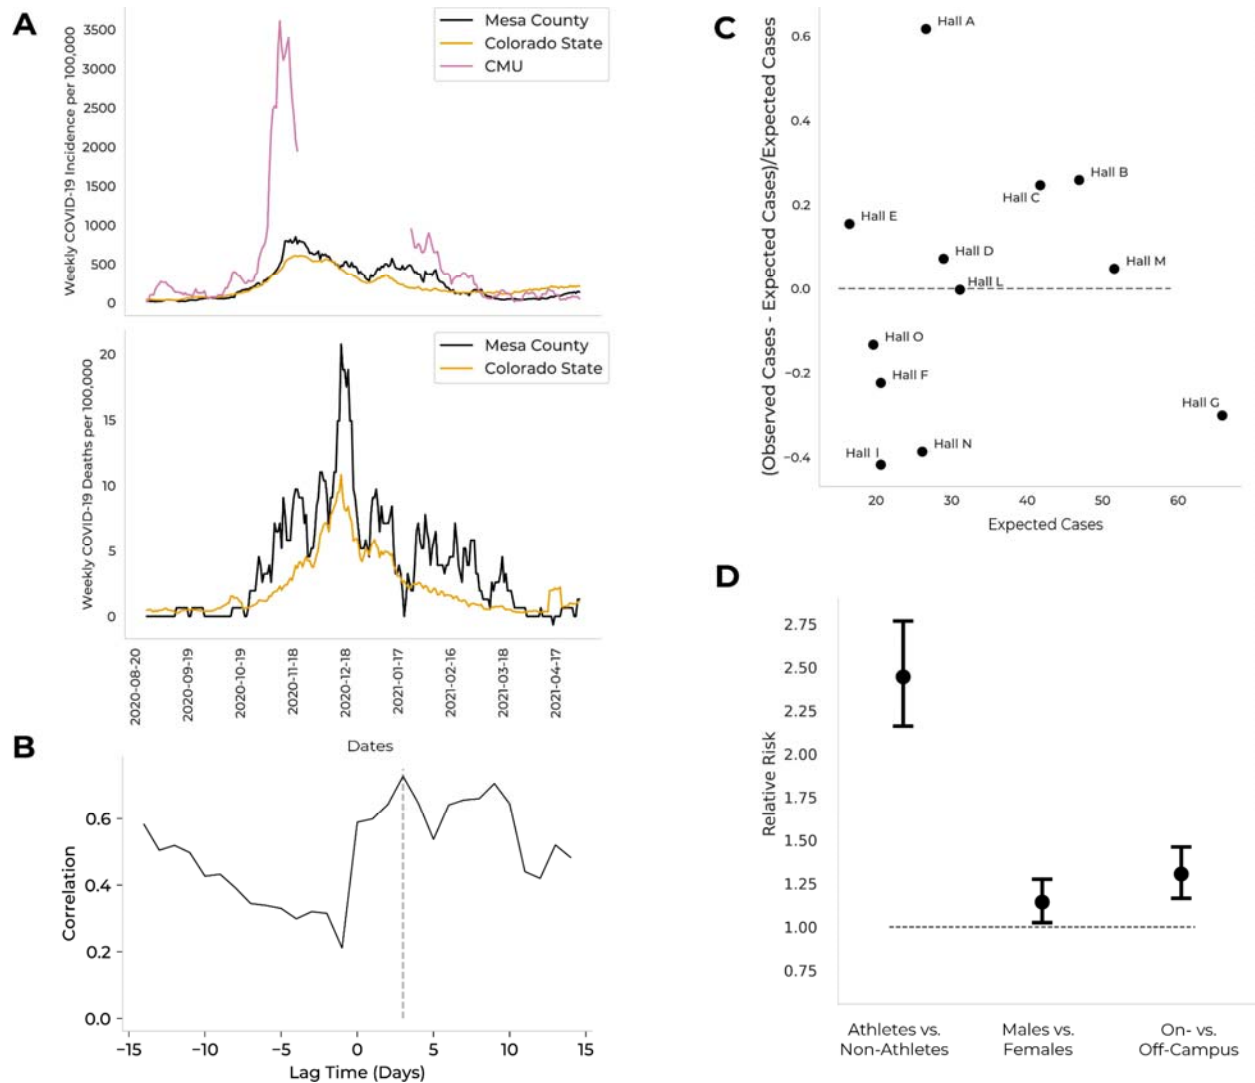 A
Weekly COVID-19 Incidence per 100,000
3500
3000
2500
2000
1500
1000
500
0
Mesa County
Colorado State
CMU
Weekly COVID-19 Deaths per 100,000
20
15
10
5
0
Mesa County
Colorado State
2020-08-20
2020-09-19
2020-10-19
2020-11-18
2020-12-18
2021-01-17
2021-02-16
2021-03-18
2021-04-17
Dates
B
Correlation
0.6
0.4
0.2
0.0
−15
−10
−5
0
5
10
15
Lag Time (Days)
C
(Observed Cases - Expected Cases)/Expected Cases
0.6
0.4
0.2
0.0
−0.2
−0.4
Hall A
Hall B
Hall C
Hall E
Hall D
Hall M
Hall L
Hall O
Hall F
Hall G
Hall N
Hall I
20
30
40
50
60
Expected Cases
D
Relative Risk
2.75
2.50
2.25
2.00
1.75
1.50
1.25
1.00
0.75
Athletes vs.
Non-Athletes
Males vs.
Females
On- vs.
Off-Campus